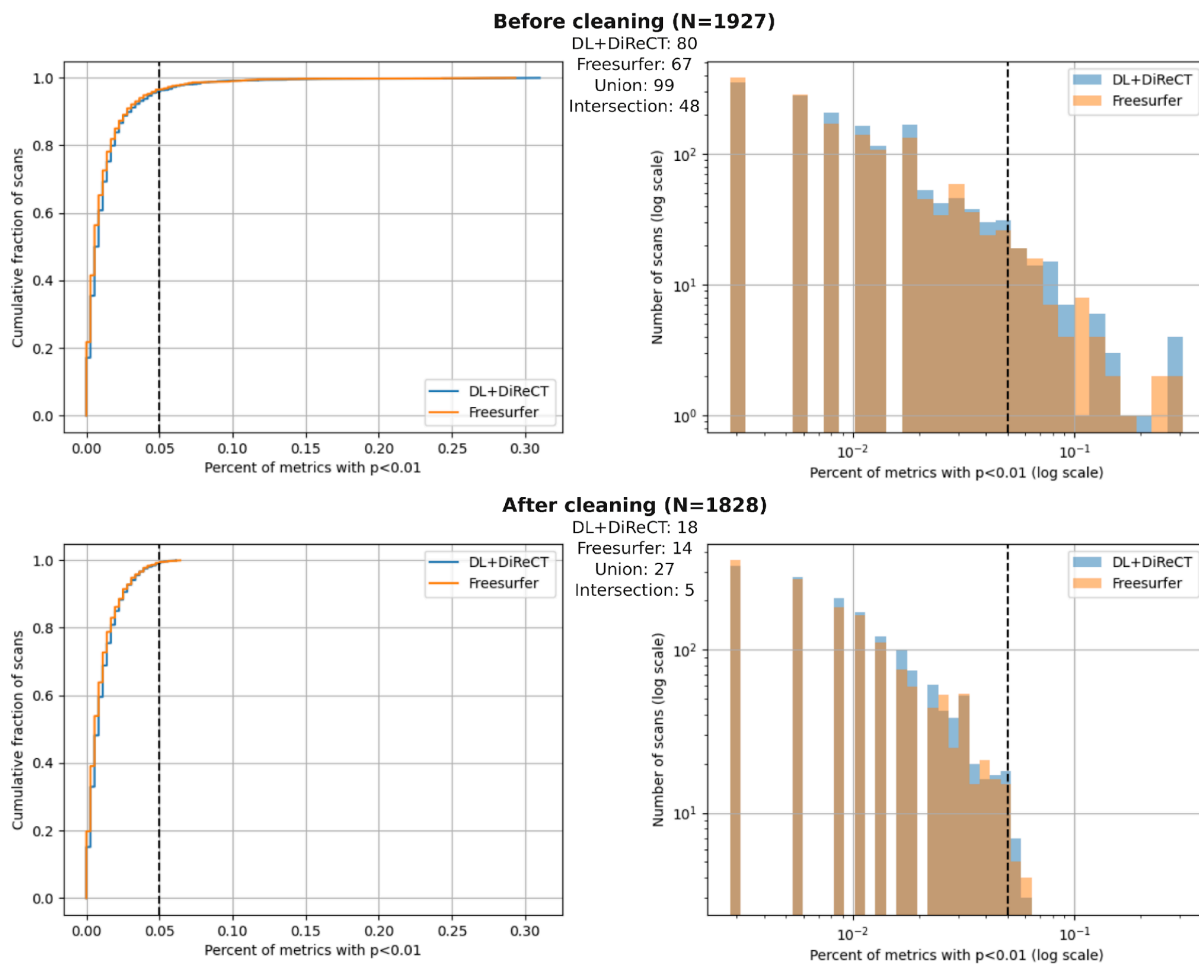 Before cleaning (N=1927)
DL+DiReCT: 80
Freesurfer: 67
Union: 99
Intersection: 48
1.0
0.8
0.6
0.4
0.2
0.0
Cumulative fraction of scans
DL+DiReCT
Freesurfer
0.00 0.05 0.10 0.15 0.20 0.25 0.30
Percent of metrics with p<0.01
DL+DiReCT
Freesurfer
10²
10¹
10⁰
Number of scans (log scale)
10⁻² 10⁻¹
Percent of metrics with p<0.01 (log scale)
After cleaning (N=1828)
DL+DiReCT: 18
Freesurfer: 14
Union: 27
Intersection: 5
DL+DiReCT
Freesurfer
1.0
0.8
0.6
0.4
0.2
0.0
Cumulative fraction of scans
0.00 0.05 0.10 0.15 0.20 0.25 0.30
Percent of metrics with p<0.01
DL+DiReCT
Freesurfer
10²
10¹
Number of scans (log scale)
10⁻² 10⁻¹
Percent of metrics with p<0.01 (log scale)